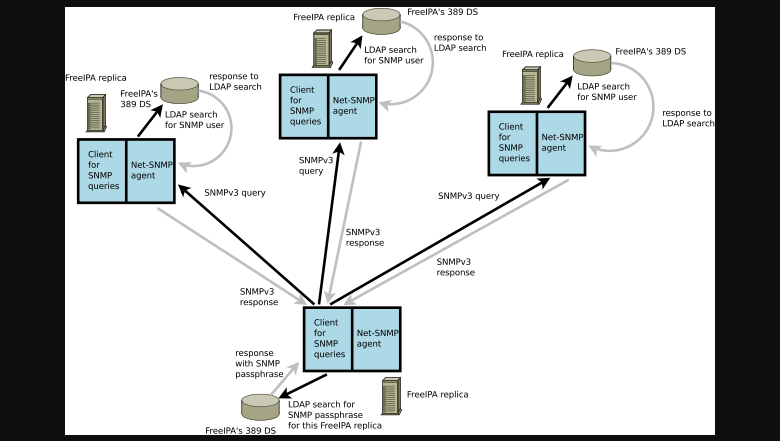 FreeIPA replica
FreeIPA's 389 DS
LDAP search
for SNMP user
response to
LDAP search
Client
for
SNMP
queries
Net-SNMP
agent
FreeIPA replica
FreeIPA's 389 DS
LDAP search
for SNMP user
response to
LDAP search
Client
for
SNMP
queries
Net-SNMP
agent
FreeIPA replica
FreeIPA's
389 DS
response to
LDAP search
LDAP search
for SNMP user
Client
for
SNMP
queries
Net-SNMP
agent
SNMPv3 query
SNMPv3
query
SNMPv3 query
SNMPv3
response
SNMPv3
response
SNMPv3
response
Client
for
SNMP
queries
Net-SNMP
agent
response
with SNMP
passphrase
FreeIPA replica
LDAP search for
SNMP passphrase
for this FreeIPA replica
FreeIPA's 389 DS